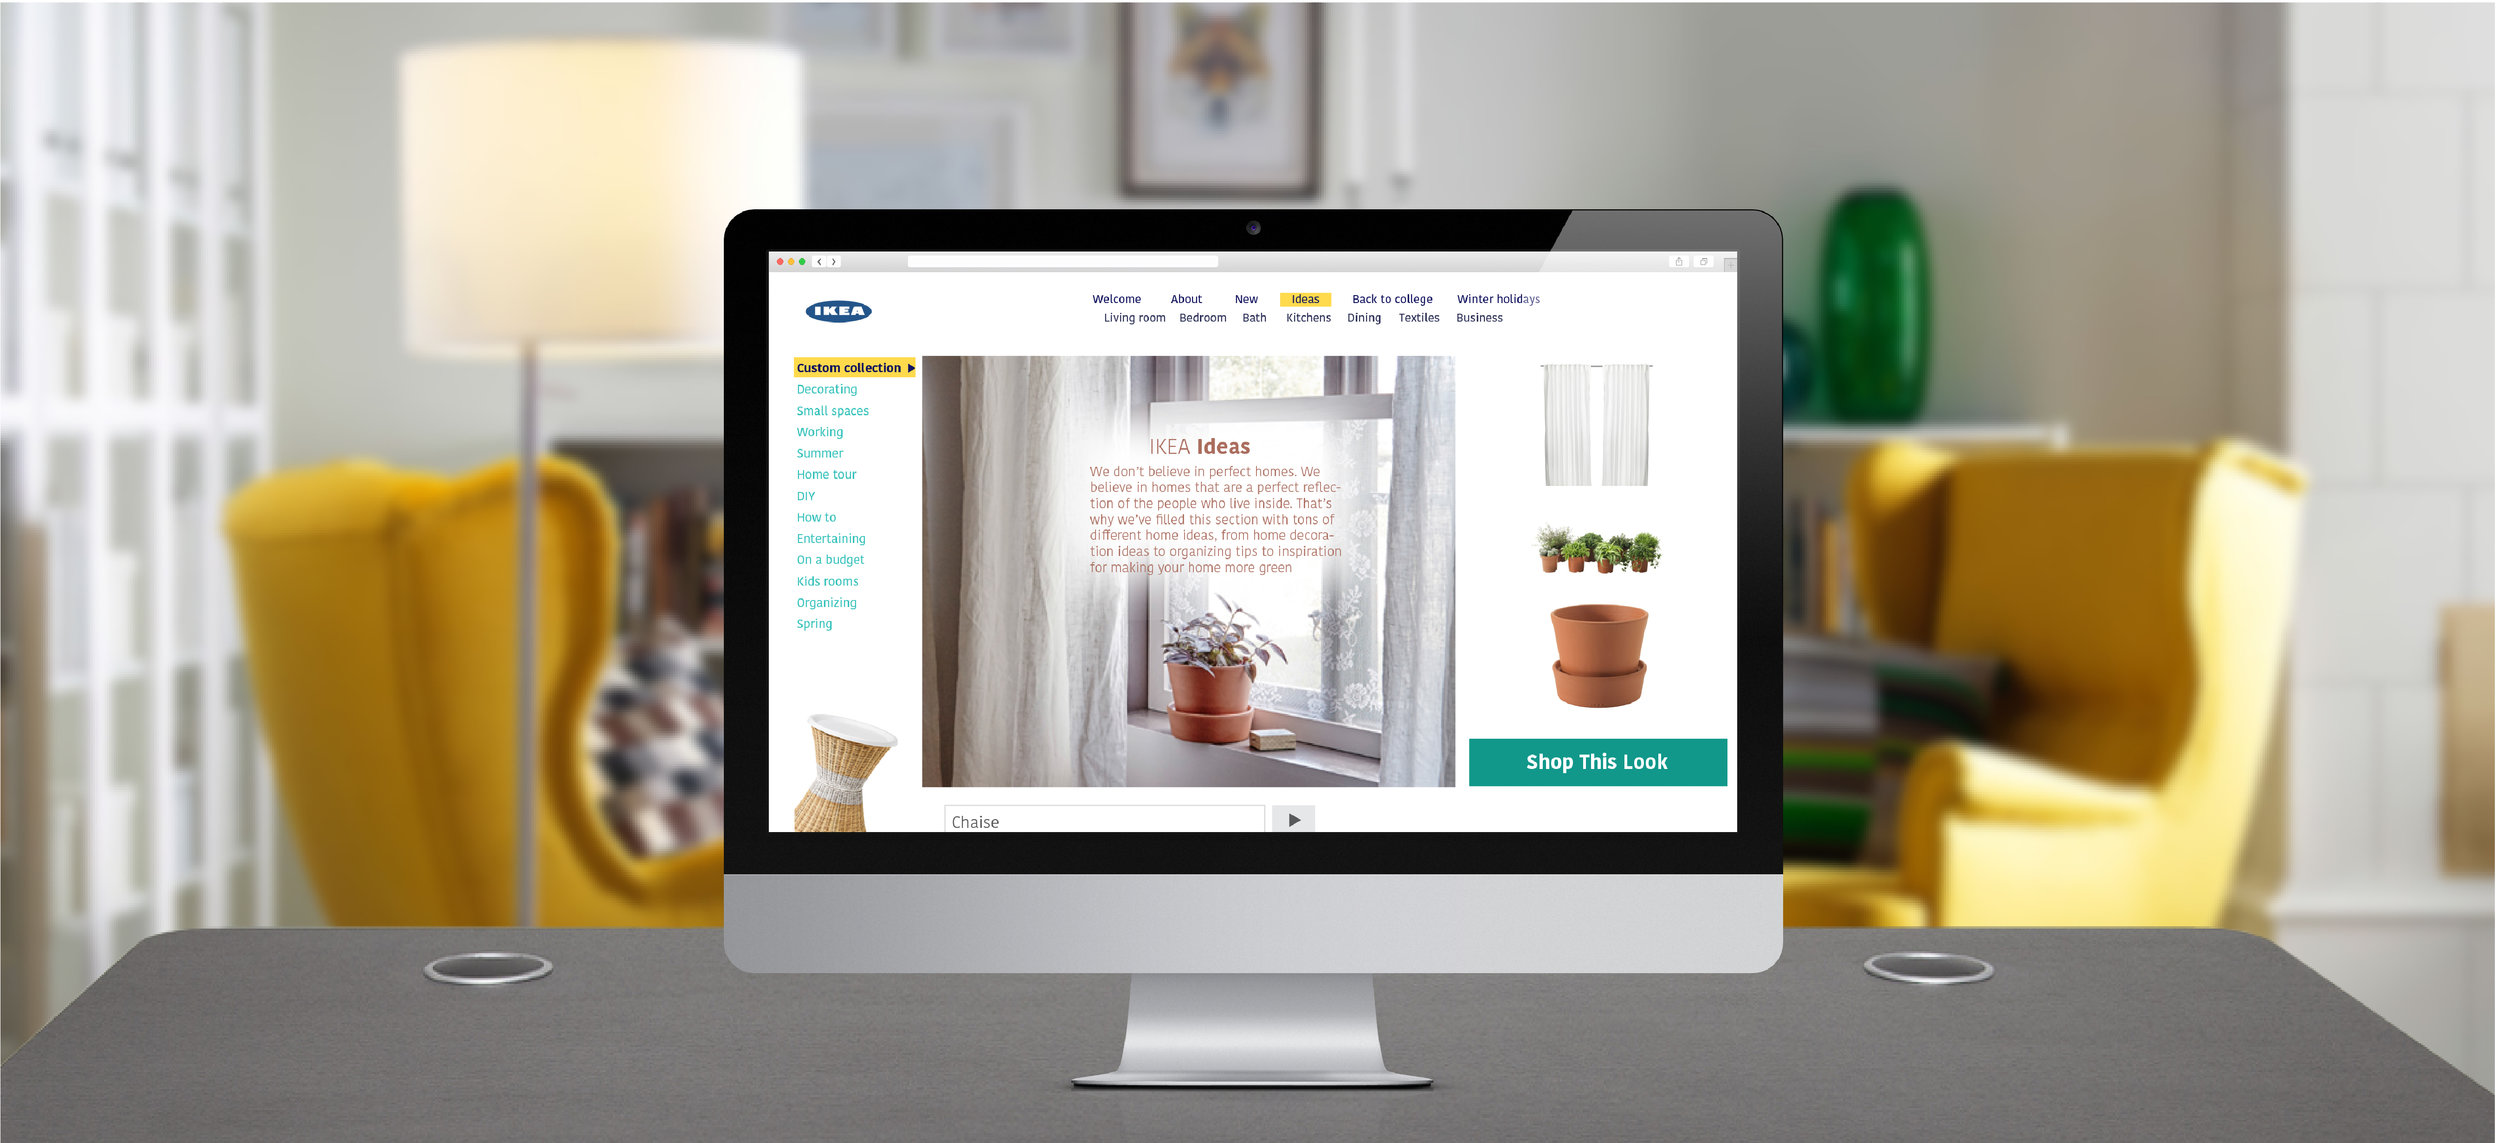 IKEA
Welcome About New Ideas Back to college Winter holidays
Living room Bedroom Bath Kitchens Dining Textiles Business
Custom collection
Decorating
Small spaces
Working
Summer
Home tour
DIY
How to
Entertaining
On a budget
Kids rooms
Organizing
Spring
IKEA Ideas
We don't believe in perfect homes. We
believe in homes that are a perfect reflec-
tion of the people who live inside. That's
why we've filled this section with tons of
different home ideas, from home decora-
tion ideas to organizing tips to inspiration
for making your home more green
Shop This Look
Chaise